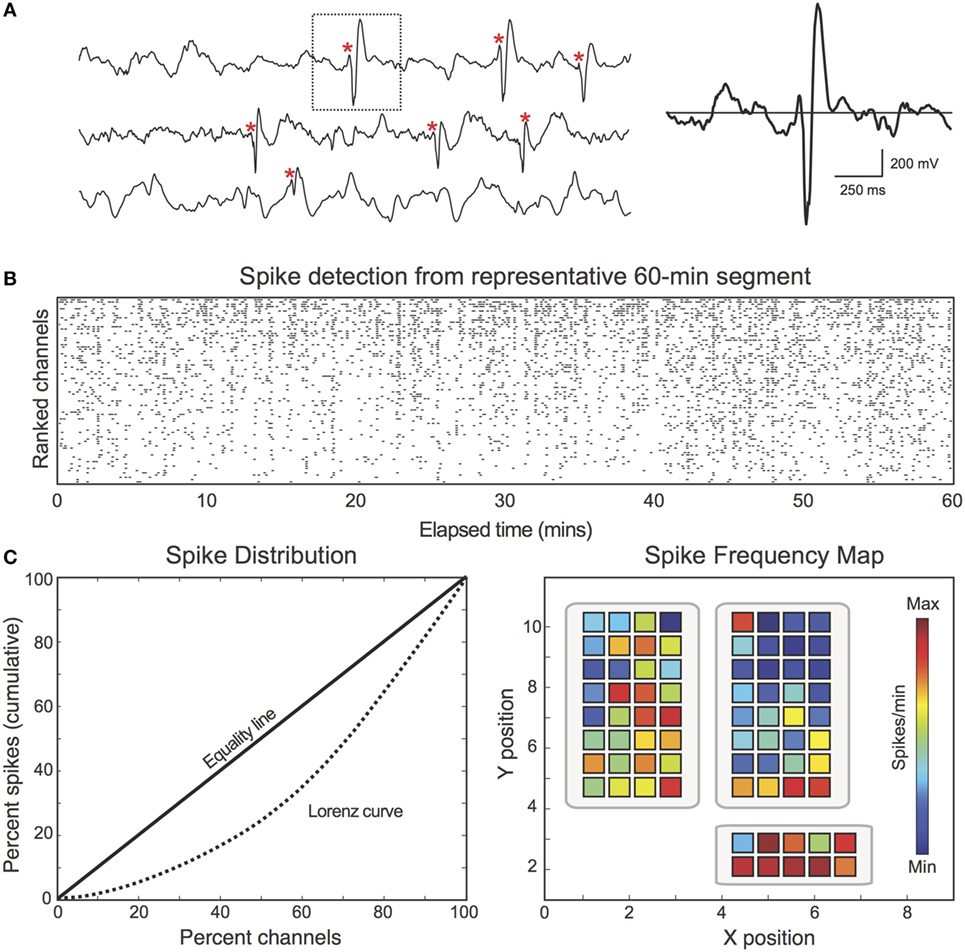 A
*
*
*
*
*
*
*
200 mV
250 ms
B
Spike detection from representative 60-min segment
Ranked channels
0 10 20 30 40 50 60
Elapsed time (mins)
C
Spike Distribution
Percent spikes (cumulative)
100
80
60
40
20
0
Equality line
Lorenz curve
0 20 40 60 80 100
Percent channels
Spike Frequency Map
Y position
10
8
6
4
2
0 2 4 6 8
X position
Max
Spikes/min
Min